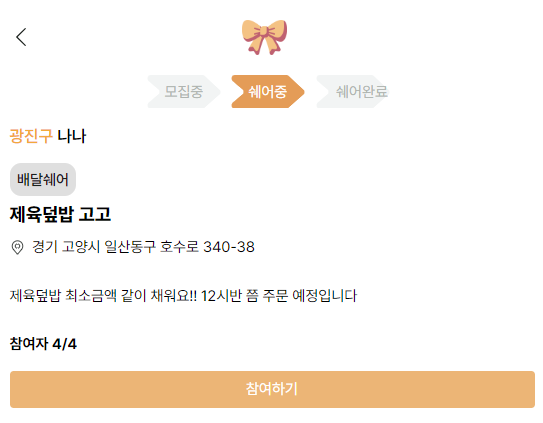 모집중
쉐어중
쉐어완료
광진구 나나
배달쉐어
제육덮밥 고고
경기 고양시 일산동구 호수로 340-38
제육덮밥 최소금액 같이 채워요!! 12시반 쯤 주문 예정입니다
참여자 4/4
참여하기